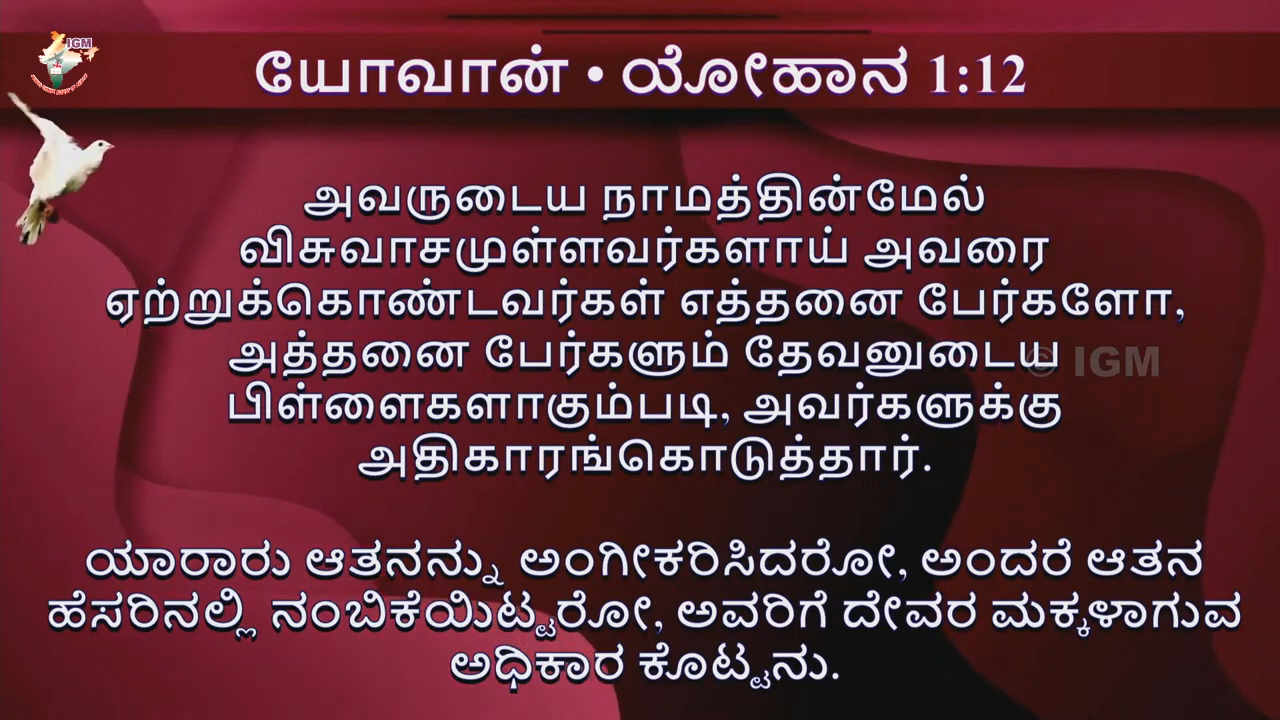 IGM
யோவான் • ಯೋಹಾನ 1:12
அவருடைய நாமத்தின்மேல்
விசுவாசமுள்ளவர்களாய் அவரை
ஏற்றுக்கொண்டவர்கள் எத்தனை பேர்களோ,
அத்தனை பேர்களும் தேவனுடைய
© IGM
பிள்ளைகளாகும்படி, அவர்களுக்கு
அதிகாரங்கொடுத்தார்.
ಯಾರಾರು ಆತನನ್ನು ಅಂಗೀಕರಿಸಿದರೋ, ಅಂದರೆ ಆತನ
ಹೆಸರಿನಲ್ಲಿ ನಂಬಿಕೆಯಿಟ್ಟರೋ, ಅವರಿಗೆ ದೇವರ ಮಕ್ಕಳಾಗುವ
ಅಧಿಕಾರ ಕೊಟ್ಟನು.